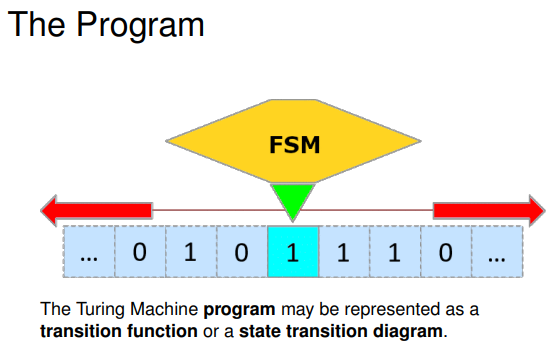 The Program
FSM
... 0 1 0 1 1 1 0 ...
The Turing Machine program may be represented as a
transition function or a state transition diagram.